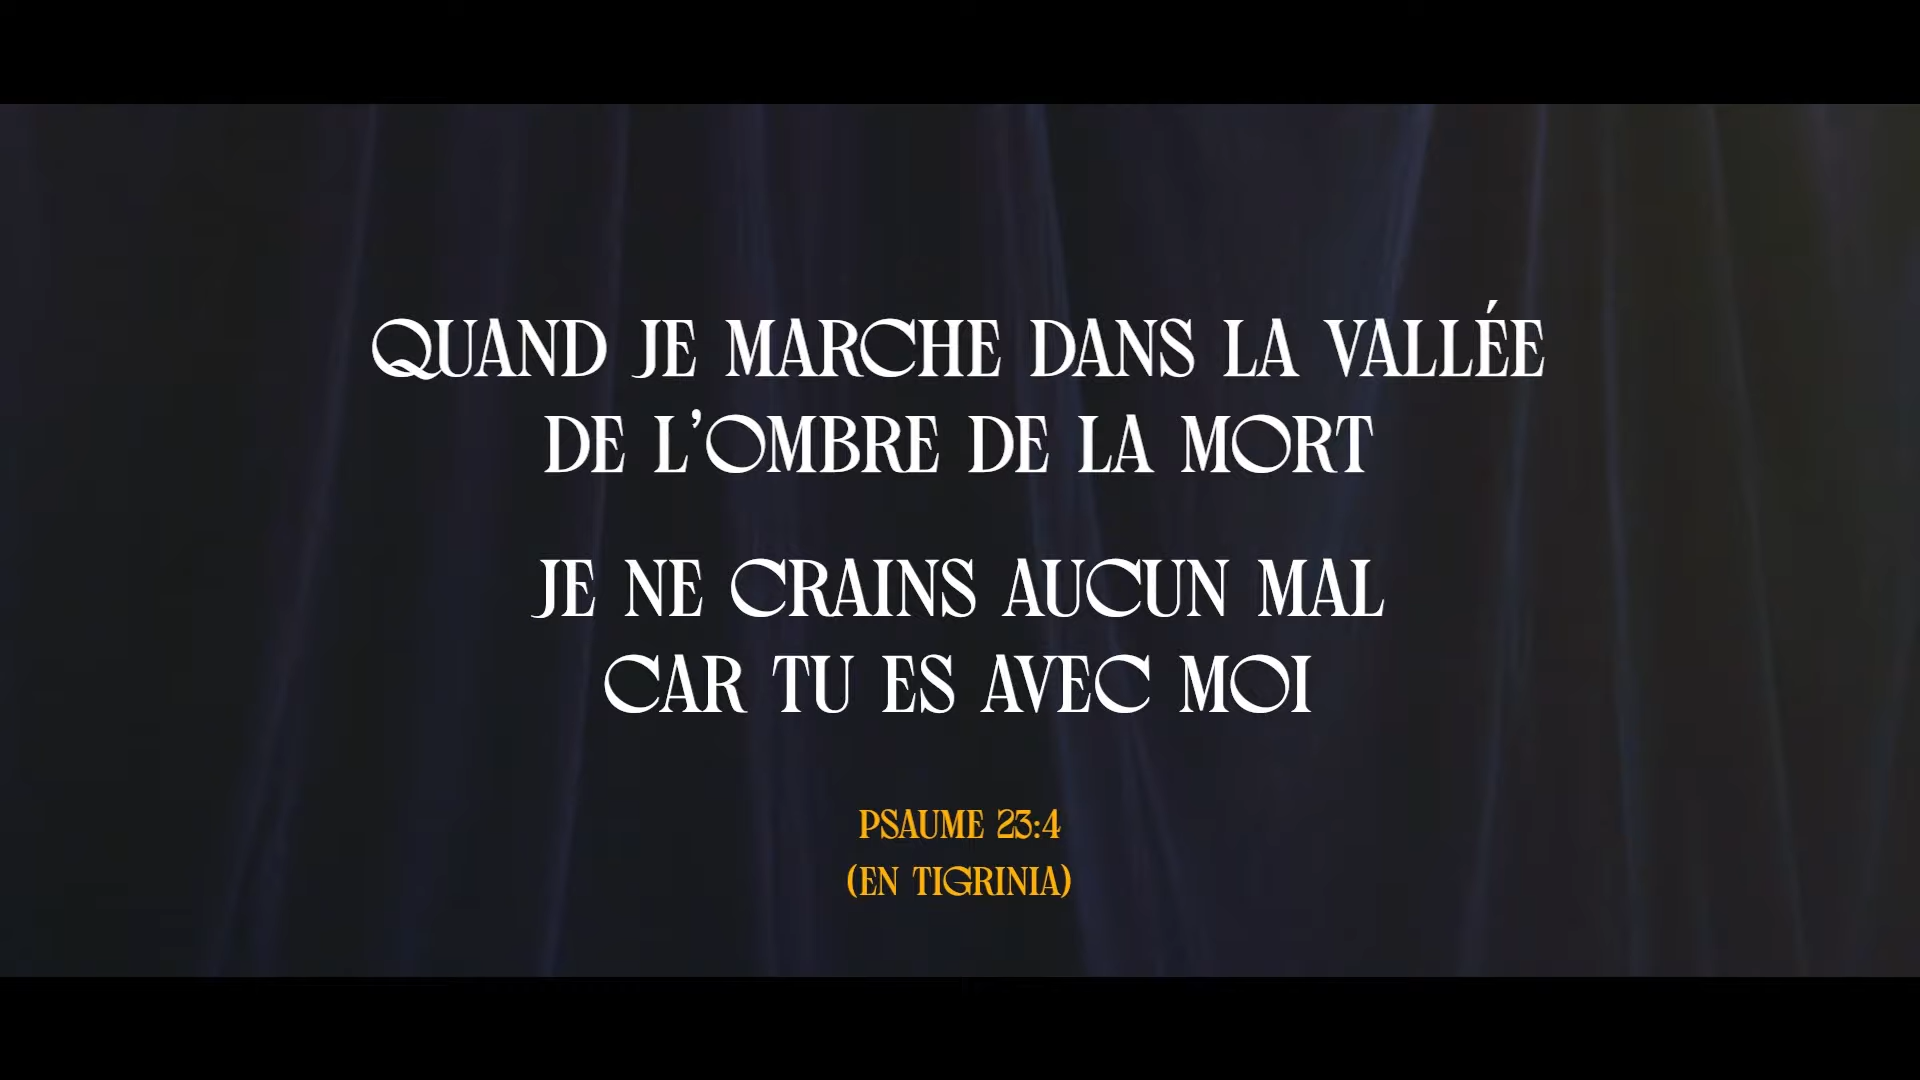 QUAND JE MARCHE DANS LA VALLÉE
DE L’OMBRE DE LA MORT
JE NE CRAINS AUCUN MAL
CAR TU ES AVEC MOI
PSAUME 23:4
(EN TIGRINIA)